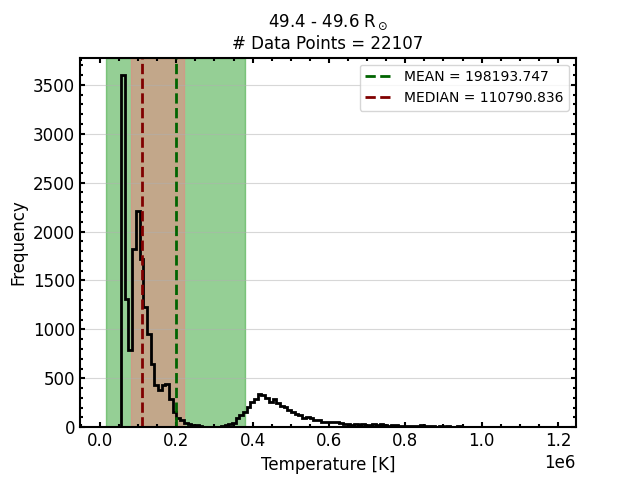 49.4 - 49.6 R⊙
# Data Points = 22107
MEAN = 198193.747
MEDIAN = 110790.836
Frequency
3500
3000
2500
2000
1500
1000
500
0
0.0 0.2 0.4 0.6 0.8 1.0 1.2
1e6
Temperature [K]